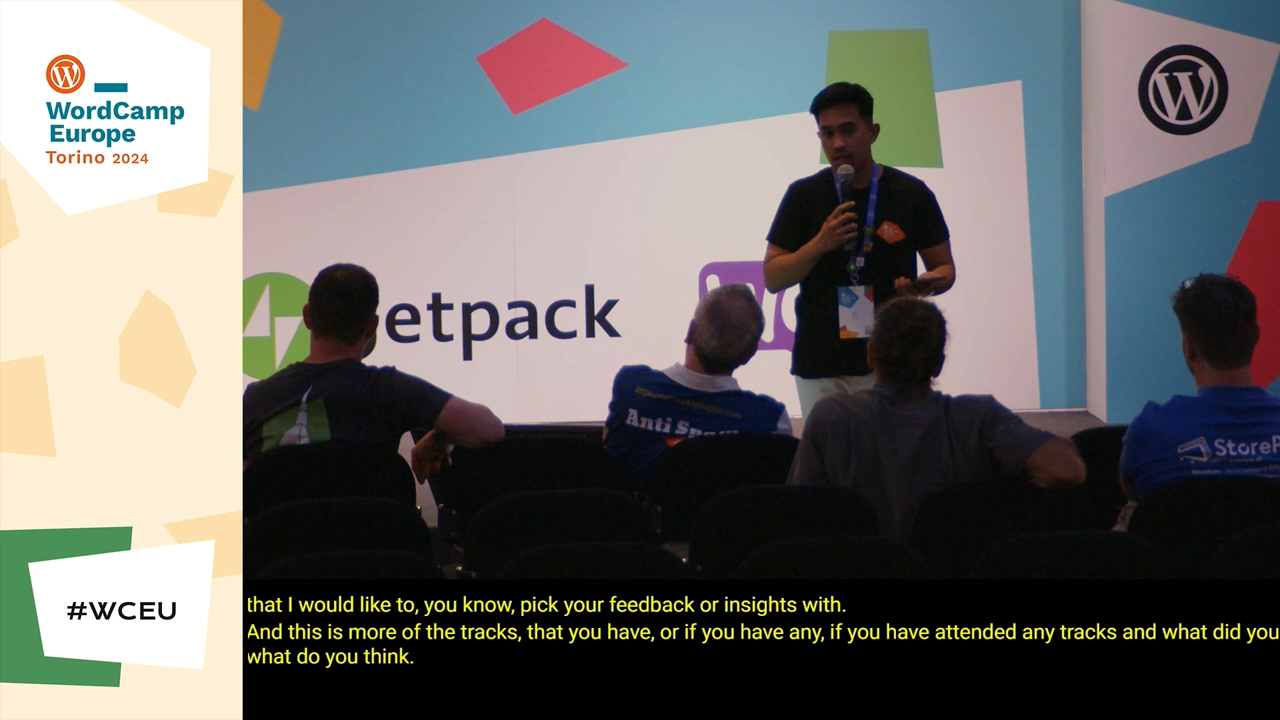 WordCamp
Europe
Torino 2024
#WCEU
etpack
Anti
Store
that I would like to, you know, pick your feedback or insights with.
And this is more of the tracks, that you have, or if you have any, if you have attended any tracks and what did you
what do you think.